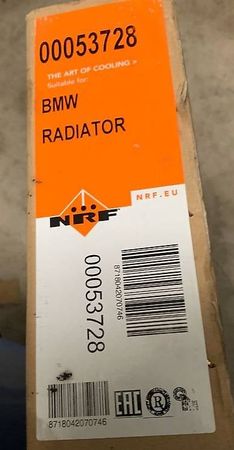 00053728
THE ART OF COOLING >
Suitable for:
BMW
RADIATOR
NRF.EU
NRF
00053728
8718042070746
8718042070746
EAC
R